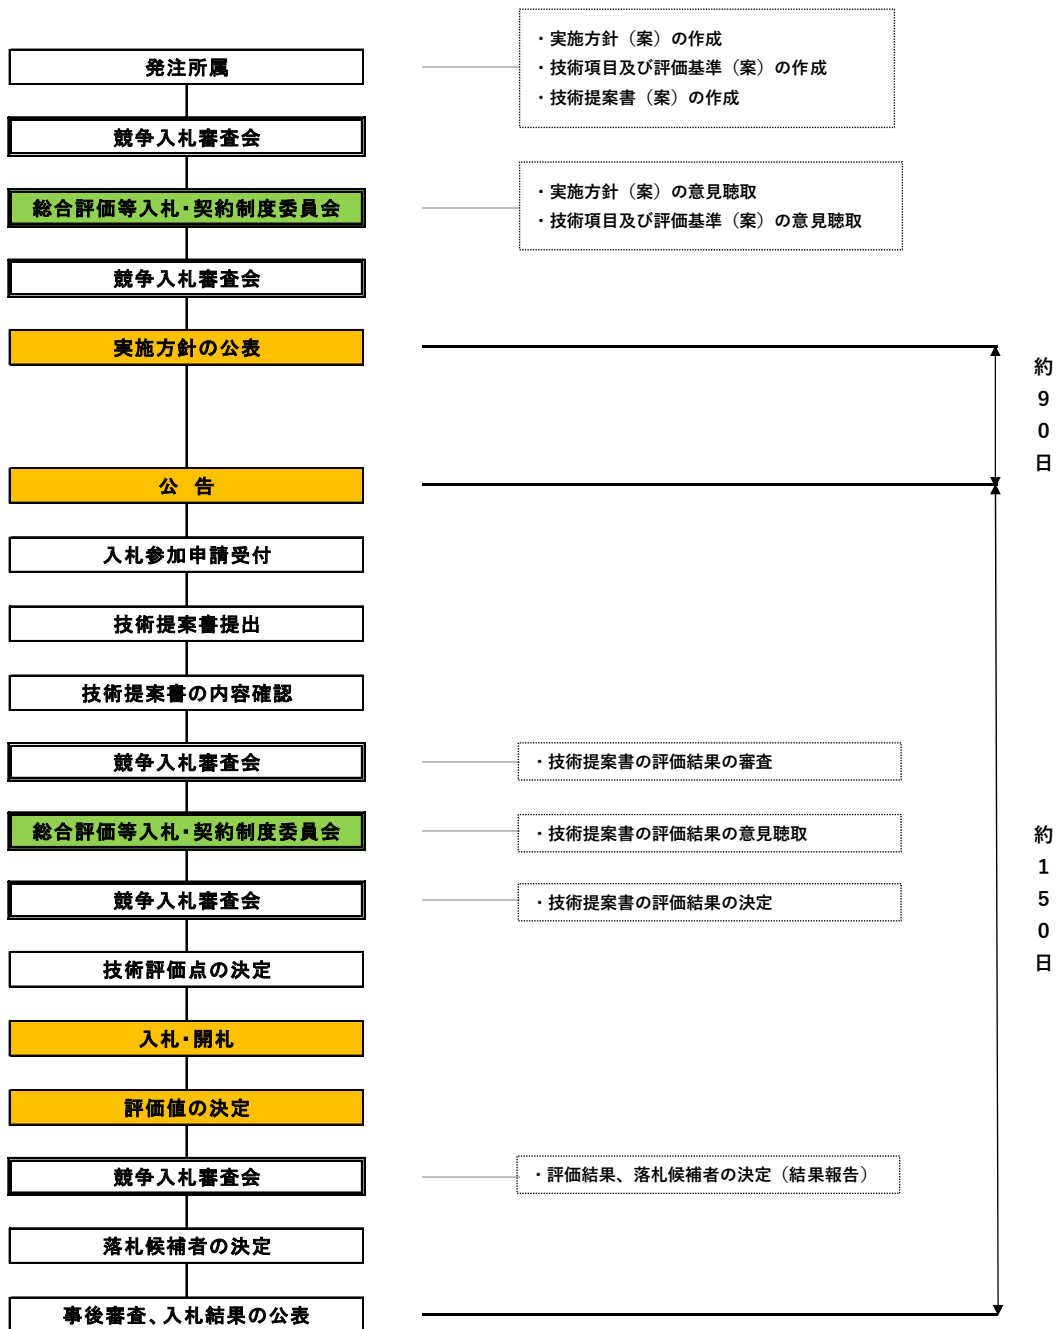 発注所属
・実施方針（案）の作成
・技術項目及び評価基準（案）の作成
・技術提案書（案）の作成
競争入札審査会
総合評価等入札・契約制度委員会
・実施方針（案）の意見聴取
・技術項目及び評価基準（案）の意見聴取
競争入札審査会
実施方針の公表
約90日
公　告
入札参加申請受付
技術提案書提出
技術提案書の内容確認
競争入札審査会
・技術提案書の評価結果の審査
総合評価等入札・契約制度委員会
・技術提案書の評価結果の意見聴取
約150日
競争入札審査会
・技術提案書の評価結果の決定
技術評価点の決定
入札・開札
評価値の決定
競争入札審査会
・評価結果、落札候補者の決定（結果報告）
落札候補者の決定
事後審査、入札結果の公表